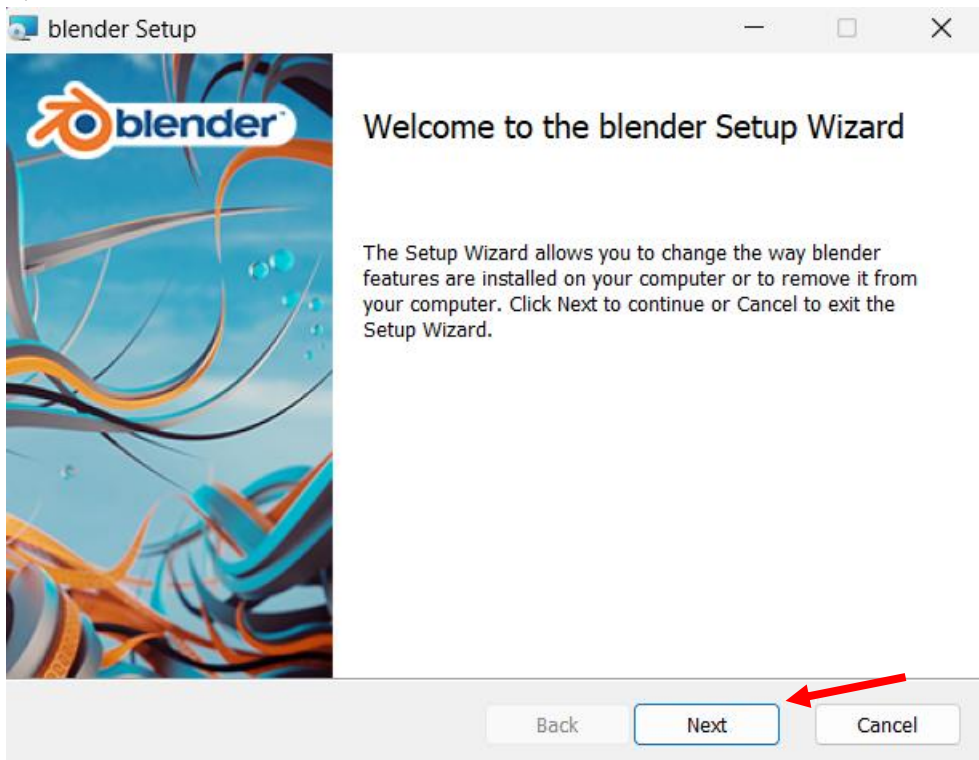 blender Setup
blender
Welcome to the blender Setup Wizard
The Setup Wizard allows you to change the way blender
features are installed on your computer or to remove it from
your computer. Click Next to continue or Cancel to exit the
Setup Wizard.
Back Next Cancel